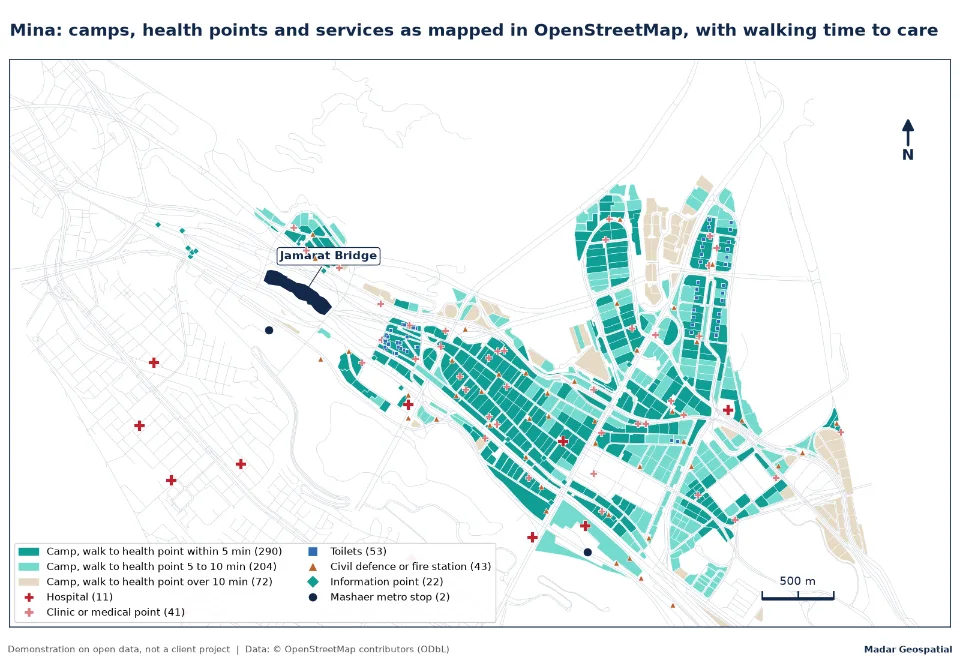 Mina: camps, health points and services as mapped in OpenStreetMap, with walking time to care
N
Jamarat Bridge
500 m
Camp, walk to health point within 5 min (290)
Camp, walk to health point 5 to 10 min (204)
Camp, walk to health point over 10 min (72)
Hospital (11)
Clinic or medical point (41)
Toilets (53)
Civil defence or fire station (43)
Information point (22)
Mashaer metro stop (2)
Demonstration on open data, not a client project | Data: © OpenStreetMap contributors (ODbL)
Madar Geospatial